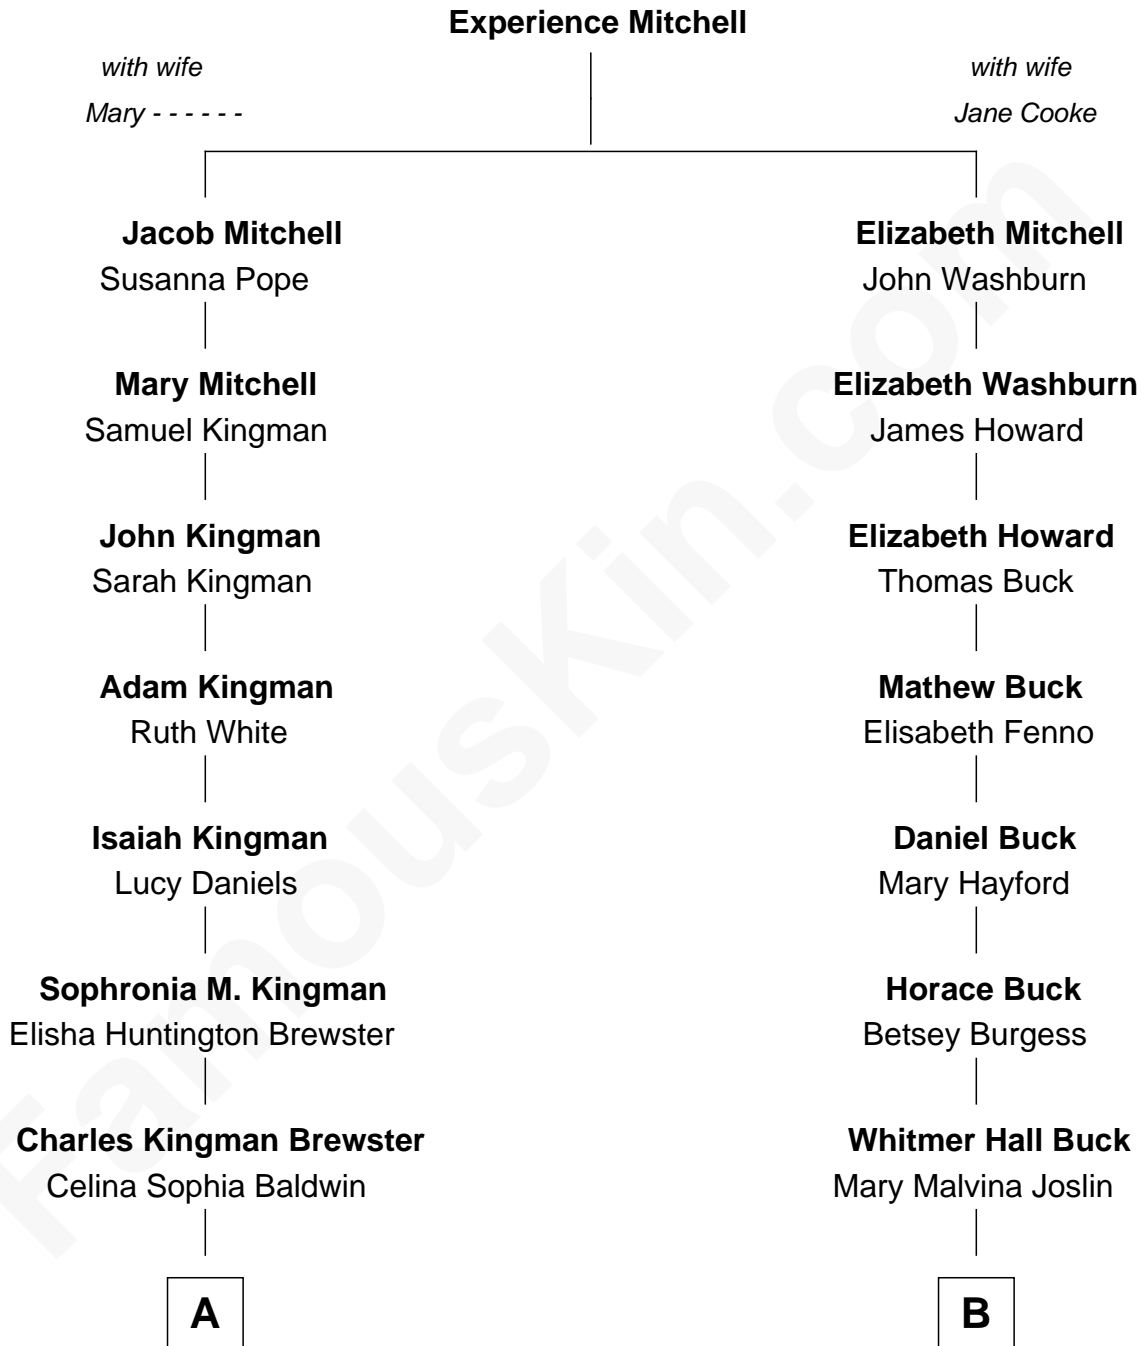 Experience Mitchell
with wife
Mary - - - - - -
with wife
Jane Cooke
Jacob Mitchell
Susanna Pope
Elizabeth Mitchell
John Washburn
Mary Mitchell
Samuel Kingman
Elizabeth Washburn
James Howard
John Kingman
Sarah Kingman
Elizabeth Howard
Thomas Buck
Adam Kingman
Ruth White
Mathew Buck
Elisabeth Fenno
Isaiah Kingman
Lucy Daniels
Daniel Buck
Mary Hayford
Sophronia M. Kingman
Elisha Huntington Brewster
Horace Buck
Betsey Burgess
Charles Kingman Brewster
Celina Sophia Baldwin
Whitmer Hall Buck
Mary Malvina Joslin
A
B
FamousKin.com